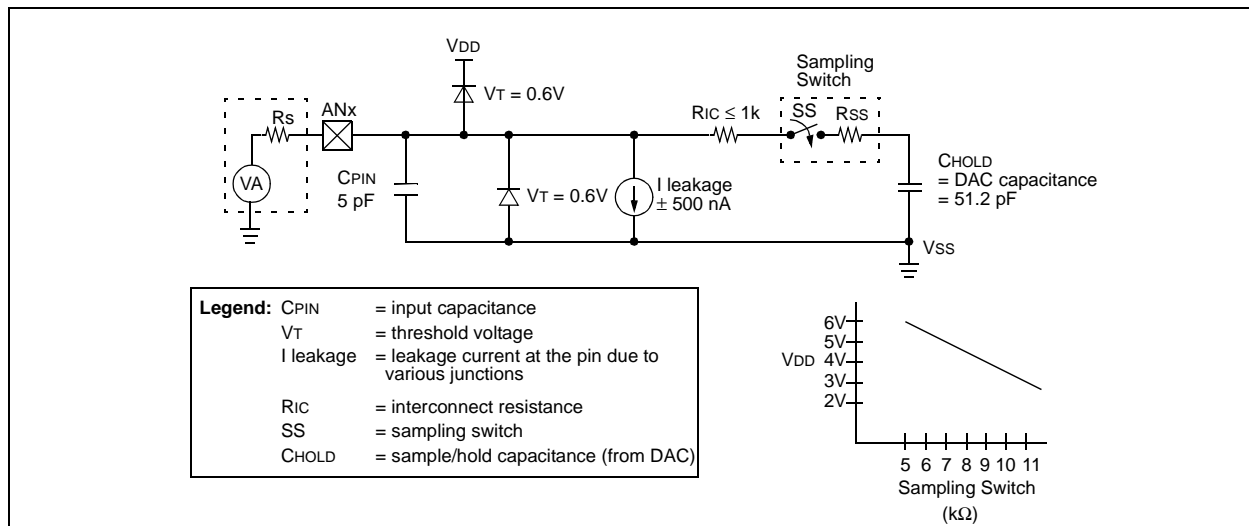 VDD
Sampling
Switch
VT = 0.6V
Rs
ANx
RIC ≤ 1k
SS
RSS
VA
CPIN
5 pF
VT = 0.6V
I leakage
± 500 nA
CHOLD
= DAC capacitance
= 51.2 pF
VSS
Legend: CPIN = input capacitance
VT = threshold voltage
I leakage = leakage current at the pin due to
various junctions
RIC = interconnect resistance
SS = sampling switch
CHOLD = sample/hold capacitance (from DAC)
6V
5V
VDD 4V
3V
2V
5 6 7 8 9 10 11
Sampling Switch
(kΩ)